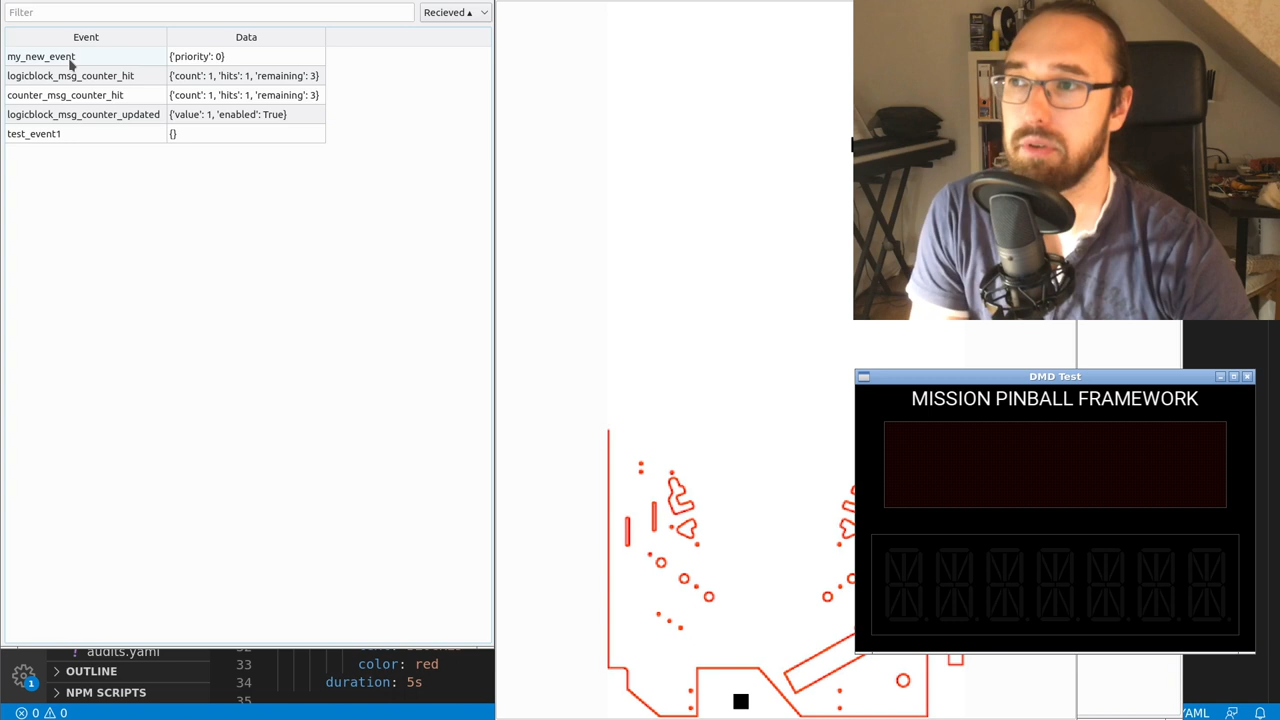 Filter
Recieved ▴
Event Data
my_new_event {'priority': 0}
logicblock_msg_counter_hit {'count': 1, 'hits': 1, 'remaining': 3}
counter_msg_counter_hit {'count': 1, 'hits': 1, 'remaining': 3}
logicblock_msg_counter_updated {'value': 1, 'enabled': True}
test_event1 {}
DMD Test
MISSION PINBALL FRAMEWORK
! audits.yaml
OUTLINE
NPM SCRIPTS
1
33 color: red
34 duration: 5s
35
0 0
YAML